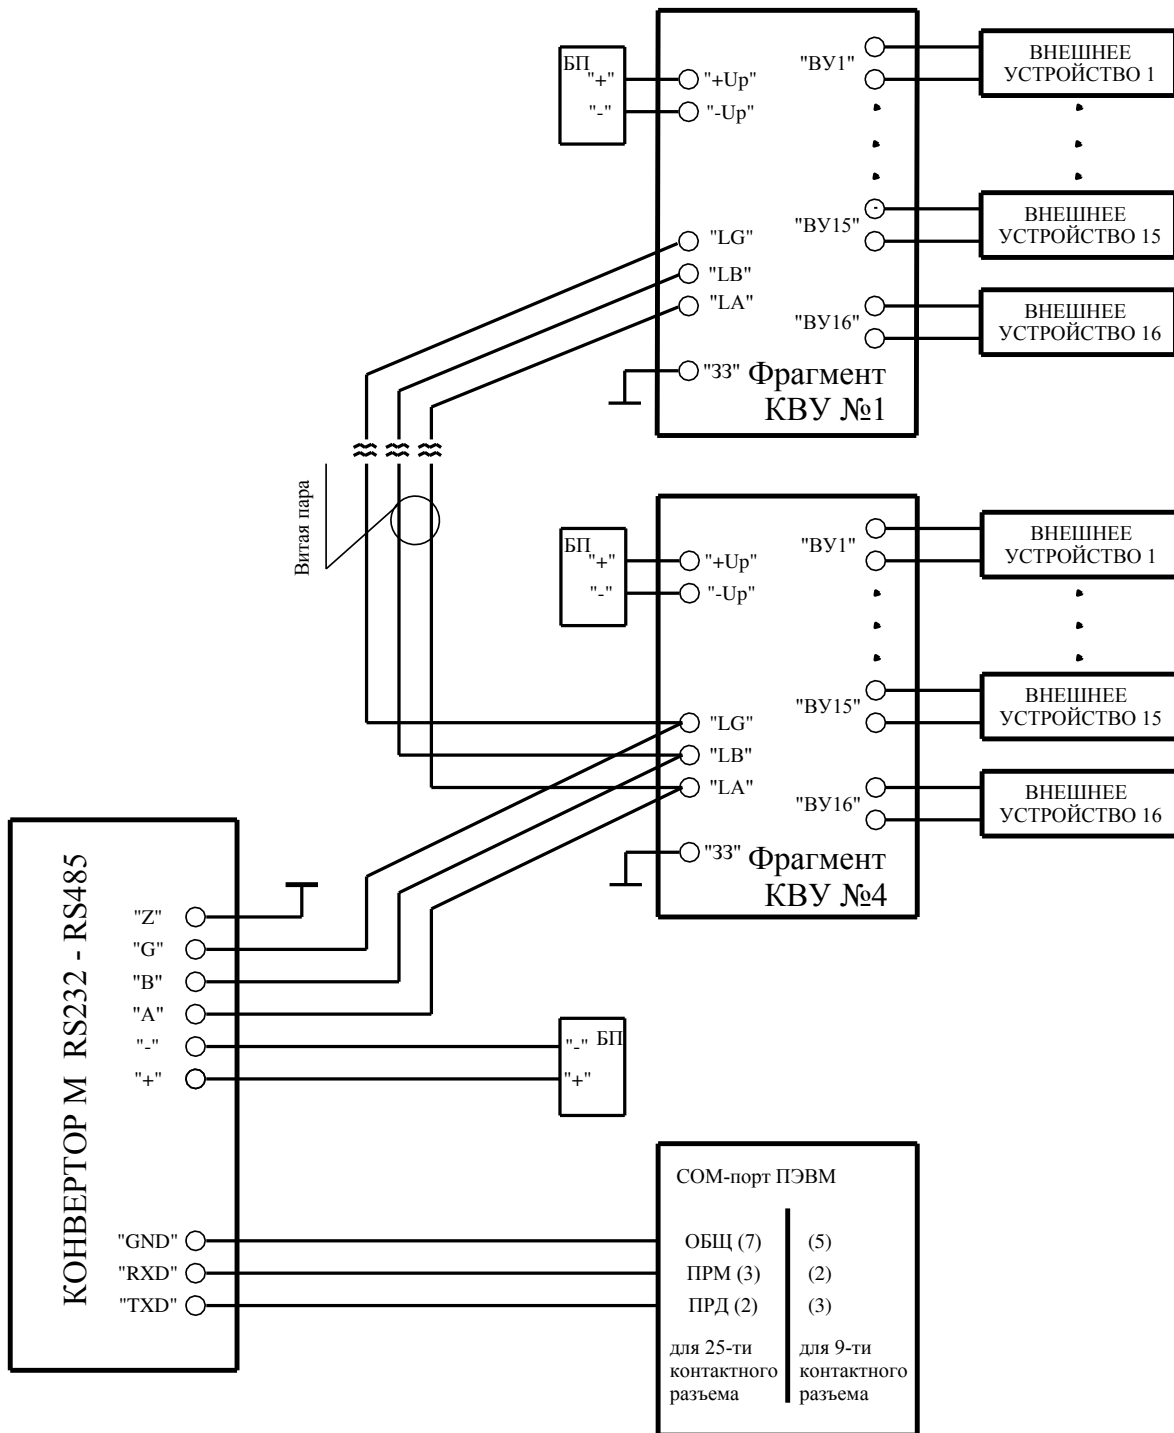 БП
"+"
"-"
"+Up"
"-Up"
"ВУ1"
ВНЕШНЕЕ
УСТРОЙСТВО 1
"LG"
"LB"
"LA"
"ВУ15"
ВНЕШНЕЕ
УСТРОЙСТВО 15
"ВУ16"
ВНЕШНЕЕ
УСТРОЙСТВО 16
"ЗЗ"
Фрагмент
КВУ №1
Витая пара
БП
"+"
"-"
"+Up"
"-Up"
"ВУ1"
ВНЕШНЕЕ
УСТРОЙСТВО 1
"LG"
"LB"
"LA"
"ВУ15"
ВНЕШНЕЕ
УСТРОЙСТВО 15
"ВУ16"
ВНЕШНЕЕ
УСТРОЙСТВО 16
"ЗЗ"
Фрагмент
КВУ №4
КОНВЕРТОР М RS232 - RS485
"Z"
"G"
"B"
"A"
"-"
"+"
"-" БП
"+"
"GND"
"RXD"
"TXD"
СОМ-порт ПЭВМ
ОБЩ (7) (5)
ПРМ (3) (2)
ПРД (2) (3)
для 25-ти
контактного
разъема
для 9-ти
контактного
разъема